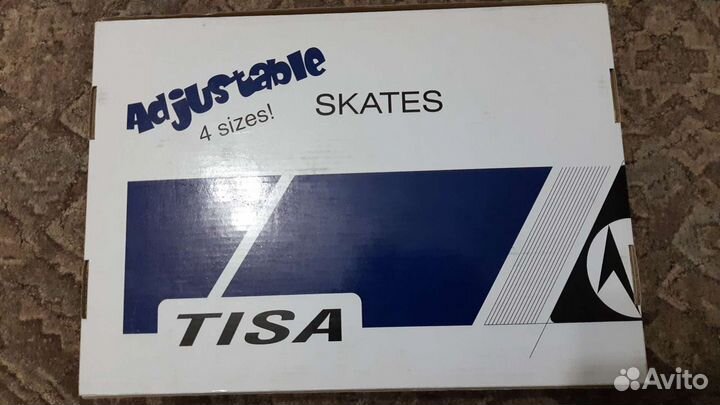 Adjustable
4 sizes!
SKATES
TISA
Avito